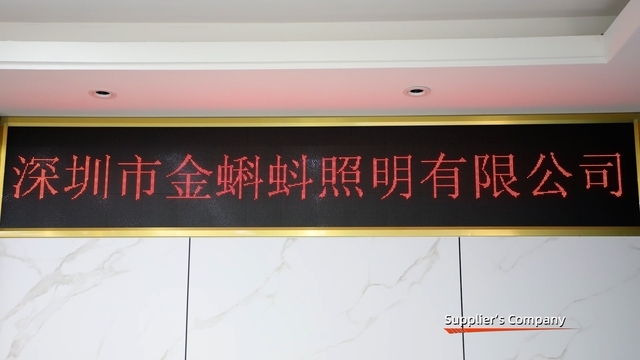 深圳市金蝌蚪照明有限公司
Supplier's Company